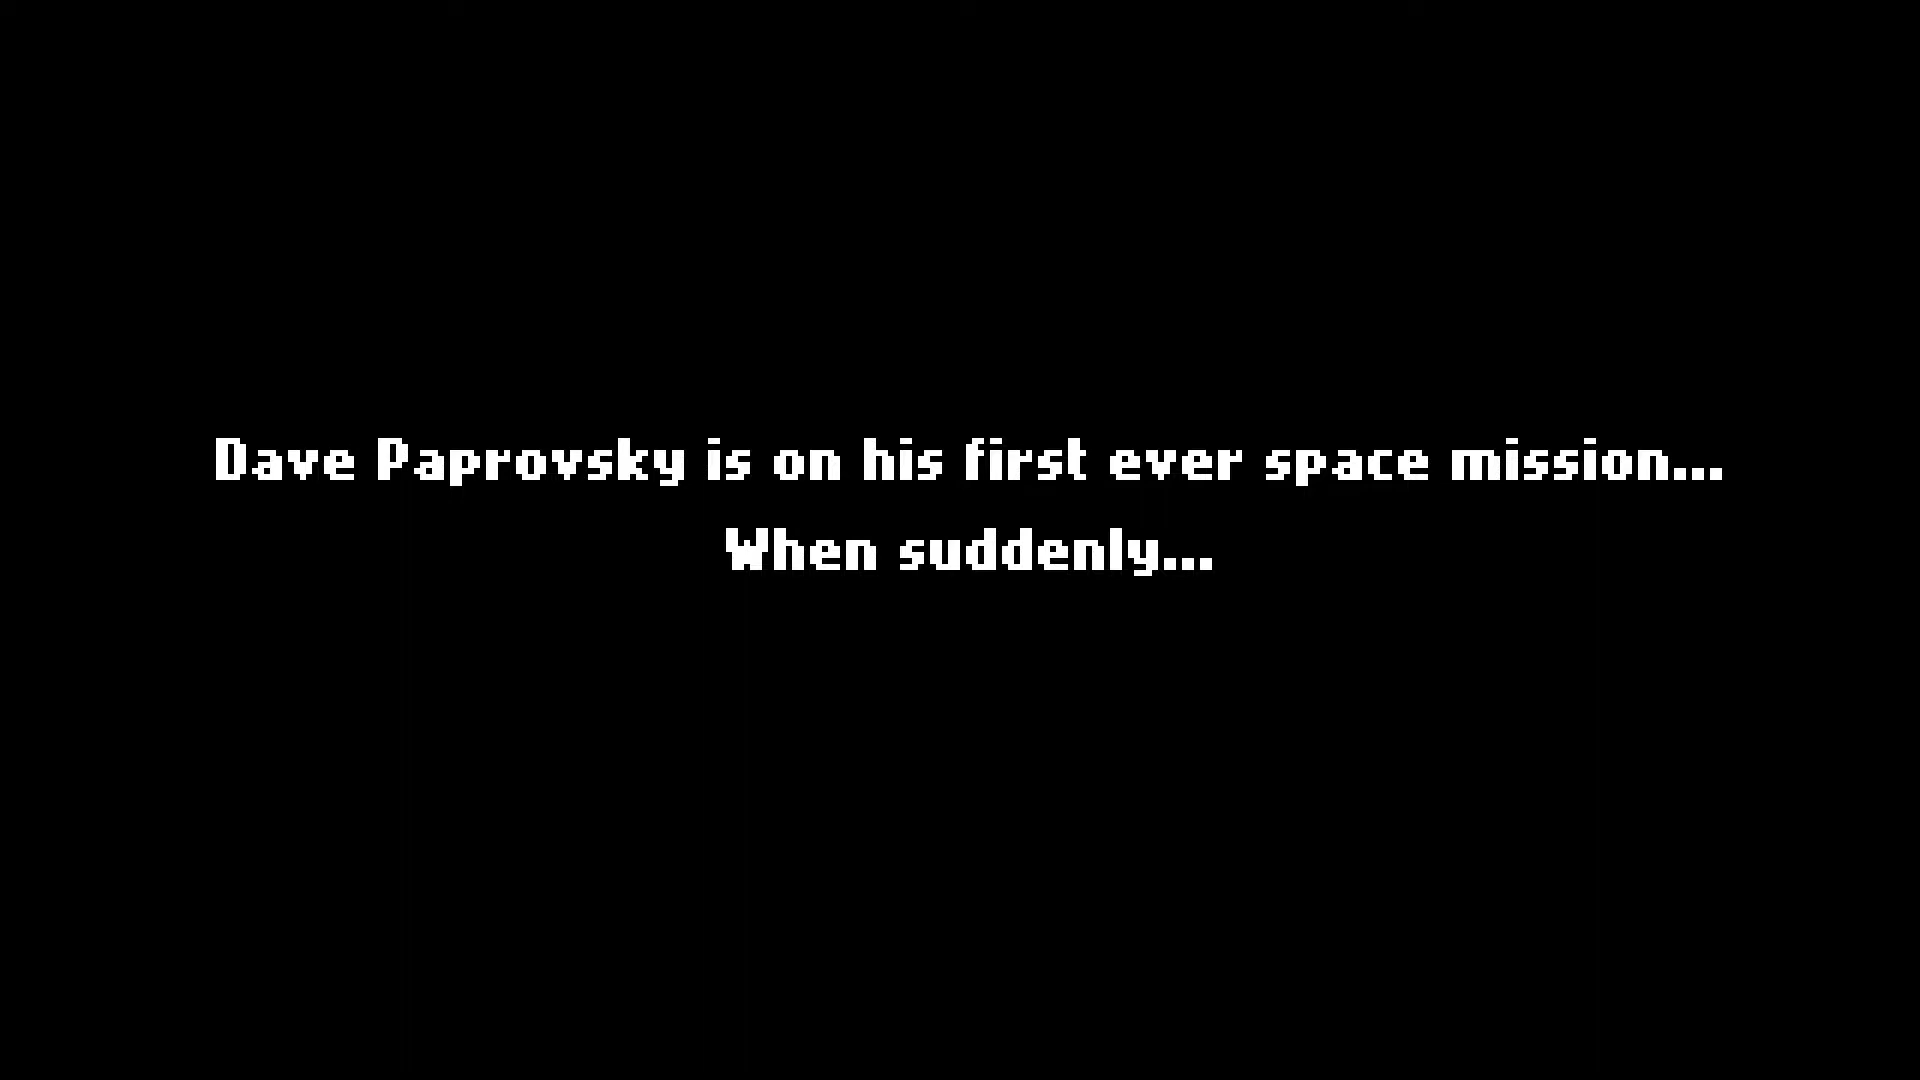 Dave Paprovsky is on his first ever space mission...
When suddenly...